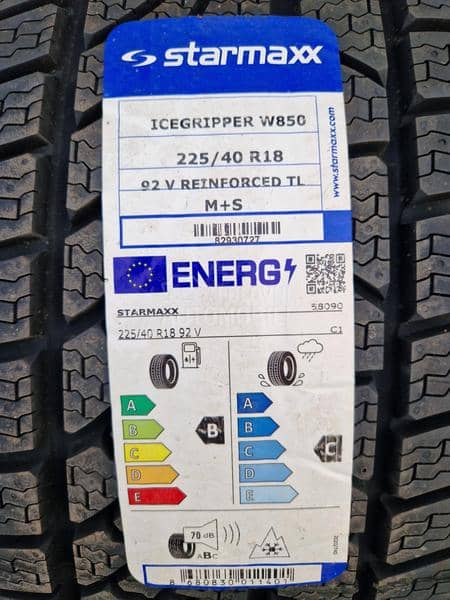 starmaxx
ICEGRIPPER W850
225/40 R18
92 V REINFORCED TL
M+S
www.starmaxx.com
82930727
ENERG
STARMAXX
58090
225/40 R18 92 V
C1
A
B
C
D
E
B
A
B
C
D
E
C
70 dB
ABC
8 680830 011401